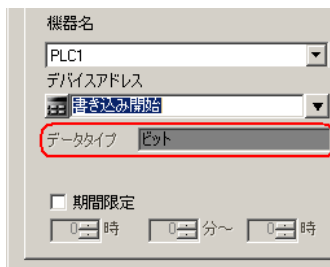 機器名
PLC1
デバイスアドレス
書き込み開始
データタイプ ビット
期間限定
0 時 0 分～ 0 時